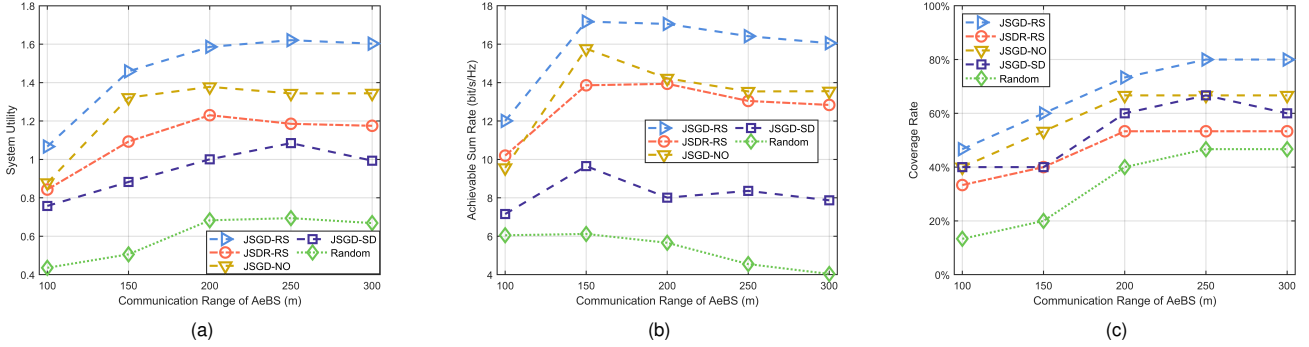 System Utility
1.8
1.6
1.4
1.2
1
0.8
0.6
0.4
JSGD-RS
JSDR-RS
JSGD-NO
JSGD-SD
Random
100 150 200 250 300
Communication Range of AeBS (m)
(a)
Achievable Sum Rate (bit/s/Hz)
18
16
14
12
10
8
6
4
JSGD-RS
JSDR-RS
JSGD-NO
JSGD-SD
Random
100 150 200 250 300
Communication Range of AeBS (m)
(b)
Coverage Rate
100%
80%
60%
40%
20%
0%
JSGD-RS
JSDR-RS
JSGD-NO
JSGD-SD
Random
100 150 200 250 300
Communication Range of AeBS (m)
(c)